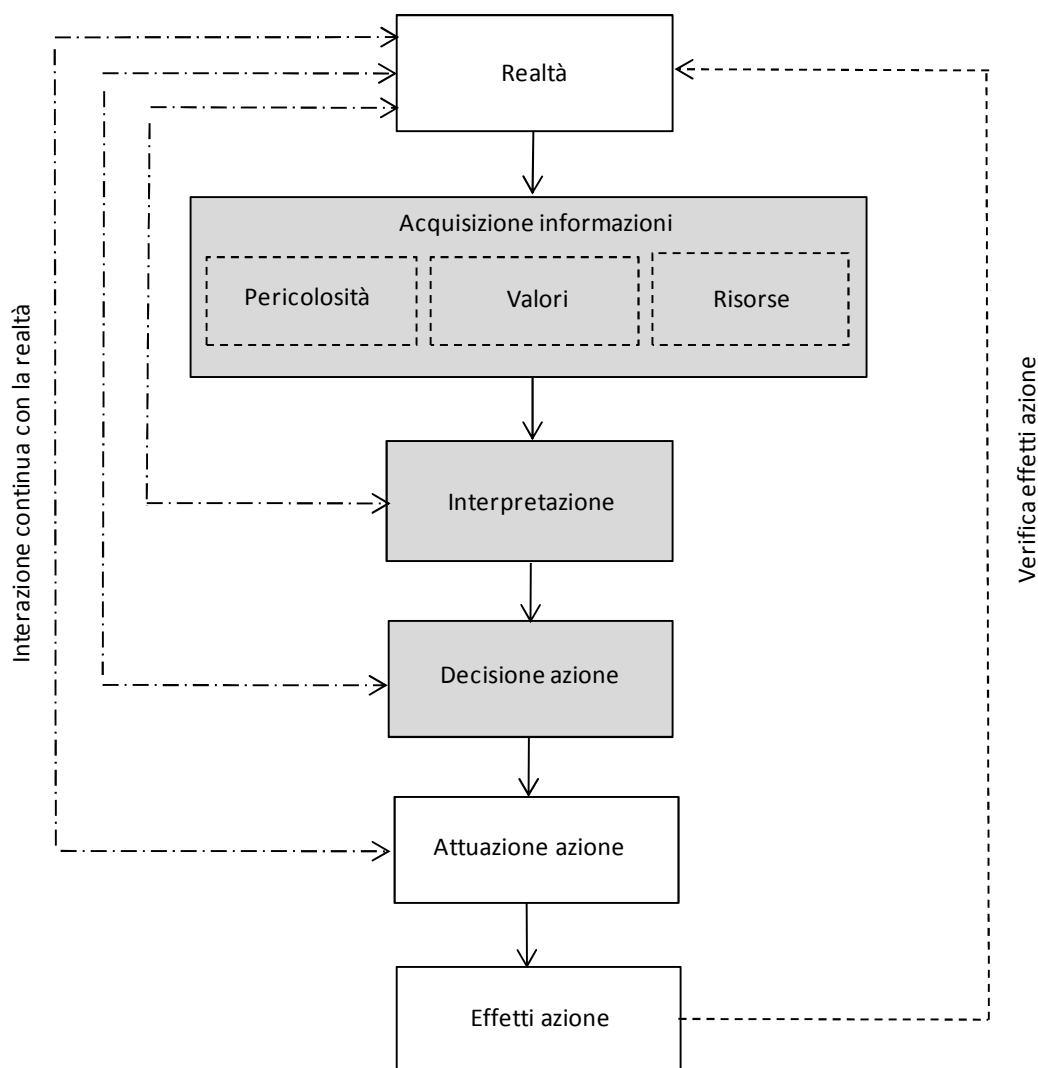 Realtà
Acquisizione informazioni
Pericolosità
Valori
Risorse
Interpretazione
Decisione azione
Attuazione azione
Effetti azione
Interazione continua con la realtà
Verifica effetti azione